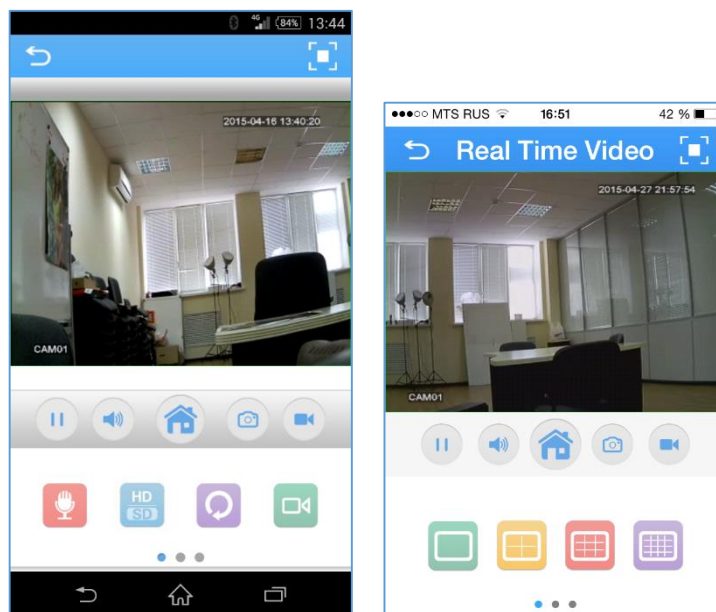 4G 84% 13:44
2015-04-16 13:40:20
CAM01
HD
SD
MTS RUS 16:51 42 %
Real Time Video
2015-04-27 21:57:54
CAM01